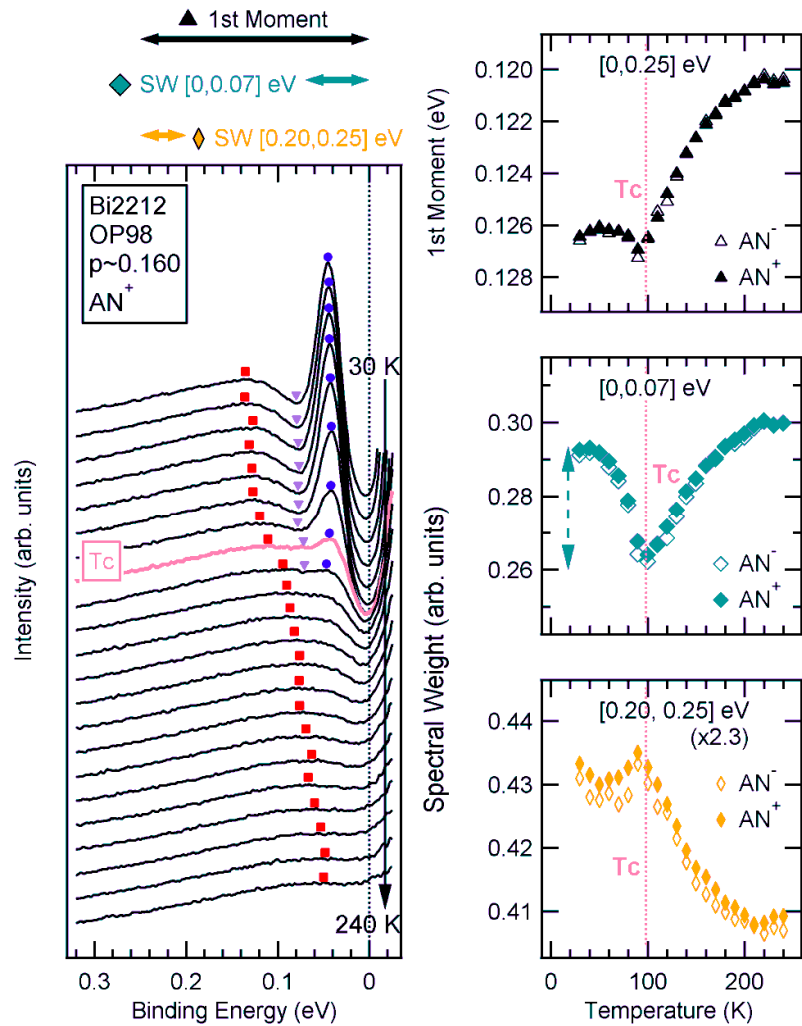 ▲ 1st Moment
SW [0,0.07] eV
SW [0.20,0.25] eV
Bi2212
OP98
p~0.160
AN+
30 K
Tc
240 K
Intensity (arb. units)
0.3
0.2
0.1
0
Binding Energy (eV)
[0,0.25] eV
0.120
0.122
0.124
0.126
0.128
1st Moment (eV)
Tc
AN-
AN+
[0,0.07] eV
0.30
0.28
0.26
Tc
AN-
AN+
Spectral Weight (arb. units)
[0.20, 0.25] eV
(x2.3)
0.44
0.43
0.42
0.41
AN-
AN+
Tc
0
100
200
Temperature (K)